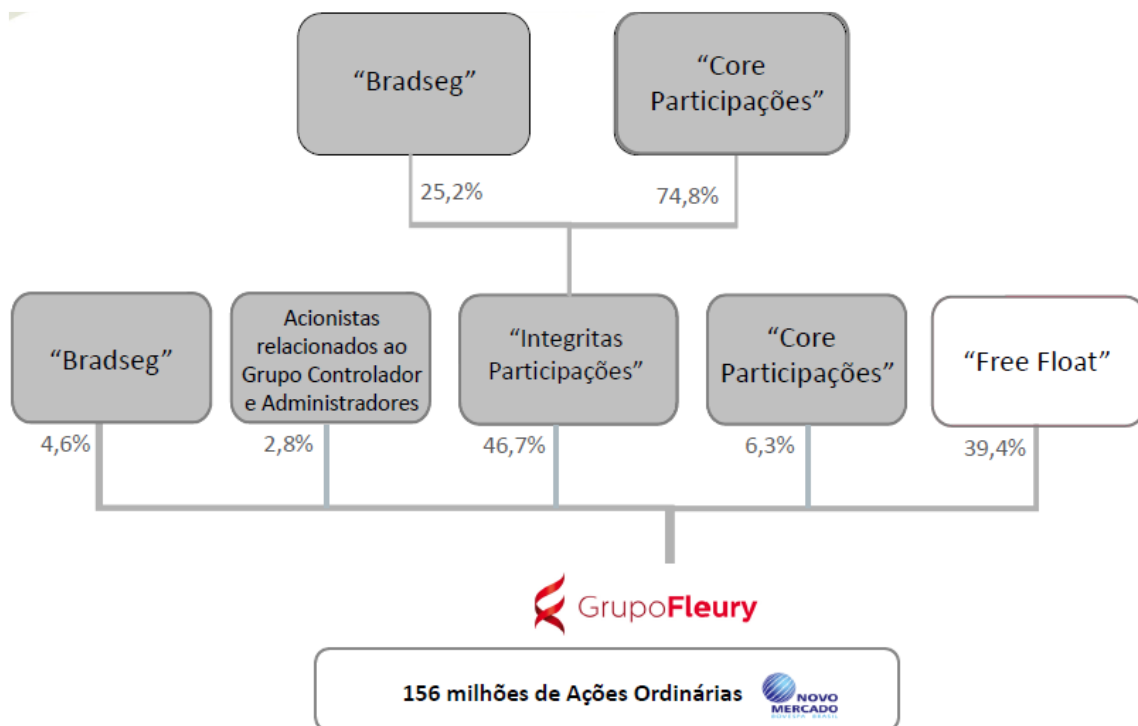 “Bradseg”
“Core
Participações”
25,2%
74,8%
“Bradseg”
Acionistas
relacionados ao
Grupo Controlador
e Administradores
“Integritas
Participações”
“Core
Participações”
“Free Float”
4,6%
2,8%
46,7%
6,3%
39,4%
GrupoFleury
156 milhões de Ações Ordinárias
NOVO
MERCADO
BOVESPA BRASIL